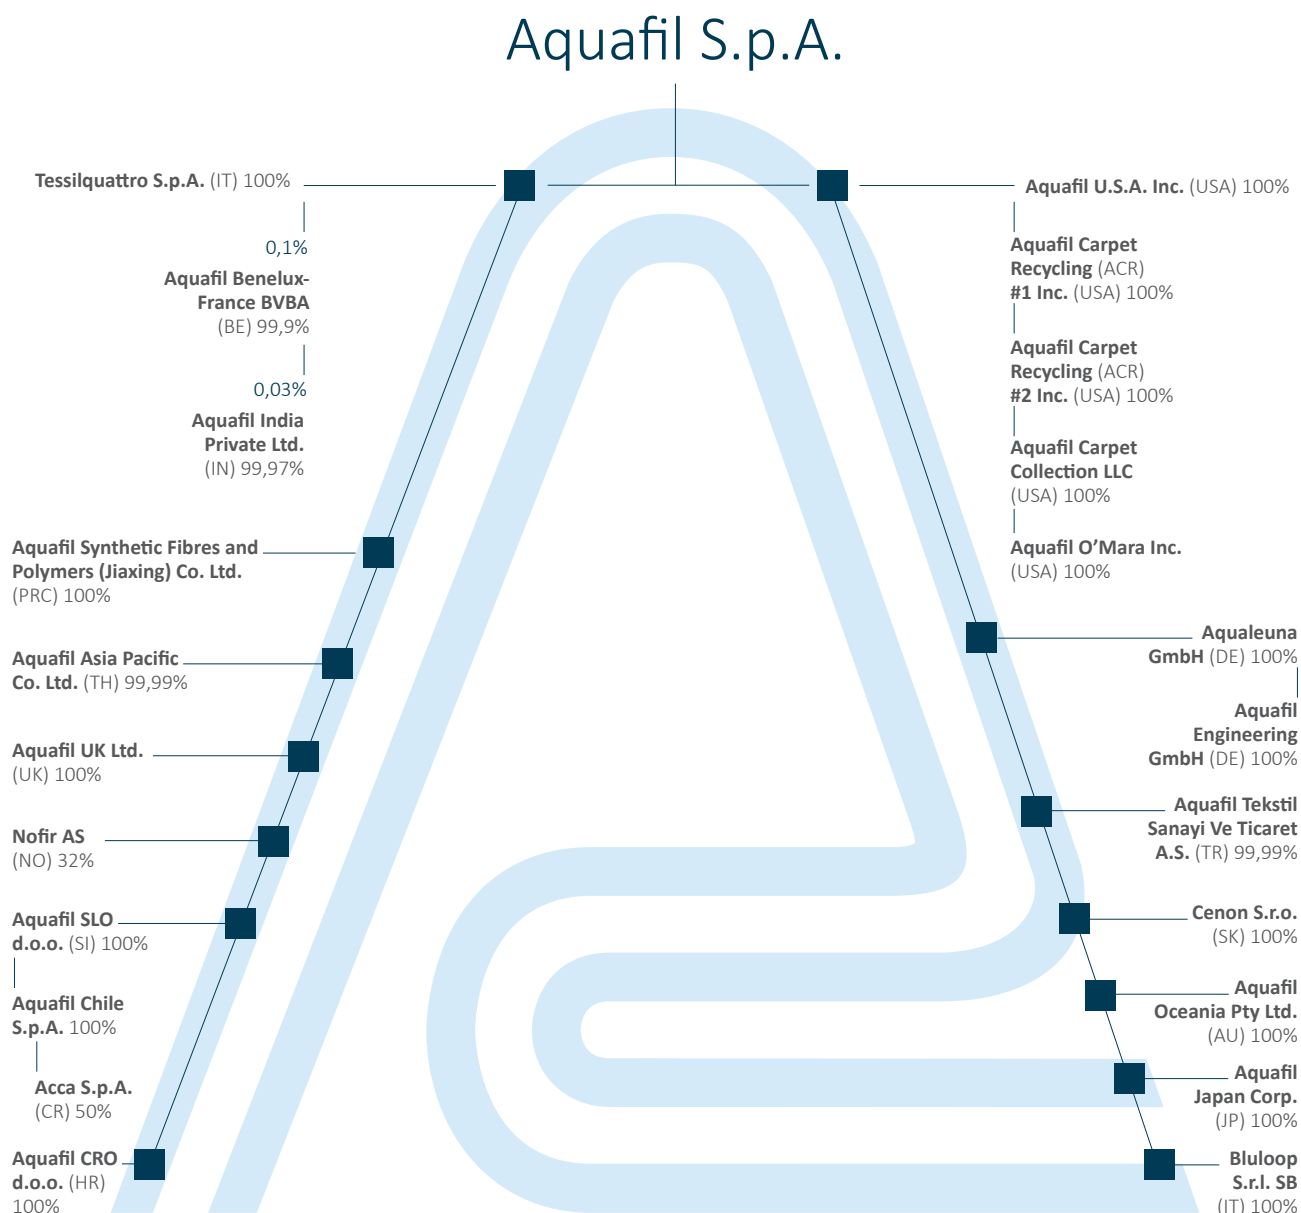 Aquafil S.p.A.
Tessilquattro S.p.A. (IT) 100%
0,1%
Aquafil Benelux-
France BVBA
(BE) 99,9%
0,03%
Aquafil India
Private Ltd.
(IN) 99,97%
Aquafil Synthetic Fibres and
Polymers (Jiaxing) Co. Ltd.
(PRC) 100%
Aquafil Asia Pacific
Co. Ltd. (TH) 99,99%
Aquafil UK Ltd.
(UK) 100%
Nofir AS
(NO) 32%
Aquafil SLO
d.o.o. (SI) 100%
Aquafil Chile
S.p.A. 100%
Acca S.p.A.
(CR) 50%
Aquafil CRO
d.o.o. (HR)
100%
Aquafil U.S.A. Inc. (USA) 100%
Aquafil Carpet
Recycling (ACR)
#1 Inc. (USA) 100%
Aquafil Carpet
Recycling (ACR)
#2 Inc. (USA) 100%
Aquafil Carpet
Collection LLC
(USA) 100%
Aquafil O’Mara Inc.
(USA) 100%
Aqualeuna
GmbH (DE) 100%
Aquafil
Engineering
GmbH (DE) 100%
Aquafil Tekstil
Sanayi Ve Ticaret
A.S. (TR) 99,99%
Cenon S.r.o.
(SK) 100%
Aquafil
Oceania Pty Ltd.
(AU) 100%
Aquafil
Japan Corp.
(JP) 100%
Bluloop
S.r.l. SB
(IT) 100%